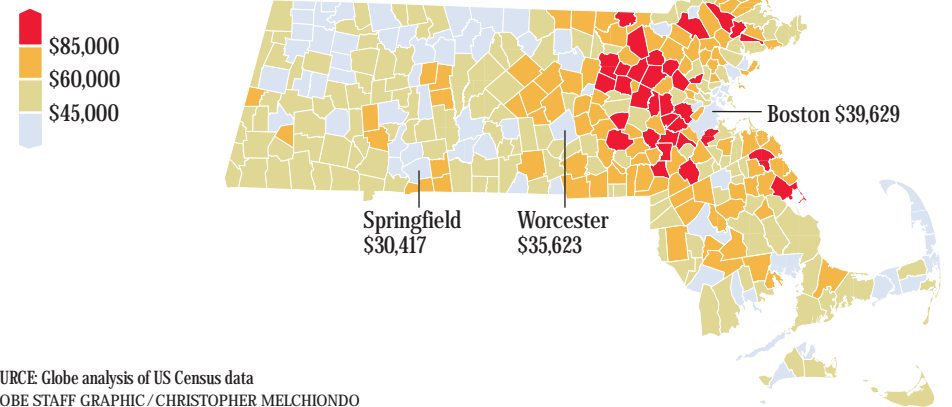 $85,000
$60,000
$45,000
Boston $39,629
Springfield
$30,417
Worcester
$35,623
URCE: Globe analysis of US Census data
OBE STAFF GRAPHIC / CHRISTOPHER MELCHIONDO